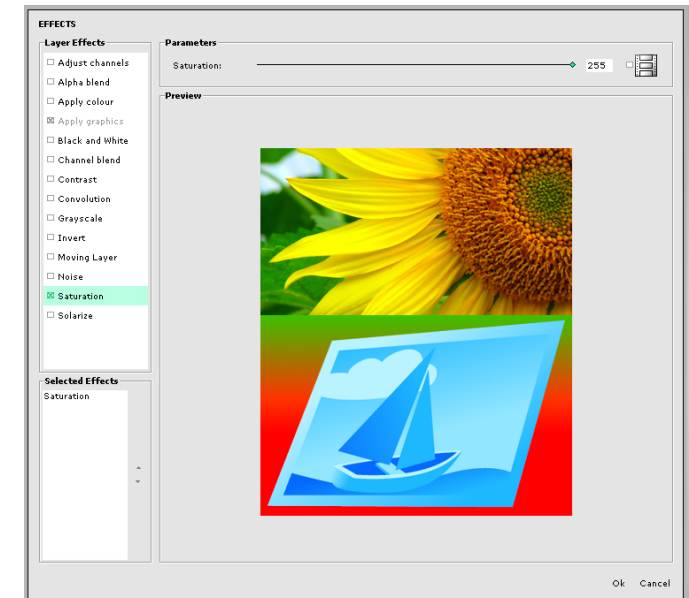 EFFECTS
Layer Effects
Adjust channels
Alpha blend
Apply colour
Apply graphics
Black and White
Channel blend
Contrast
Convolution
Grayscale
Invert
Moving Layer
Noise
Saturation
Solarize
Selected Effects
Saturation
Parameters
Saturation: 255
Preview
Ok Cancel